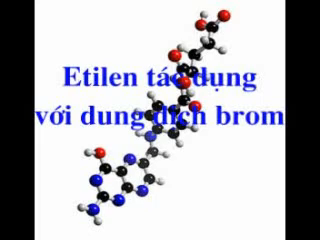 Etilen tác dụng
với dung dịch brom